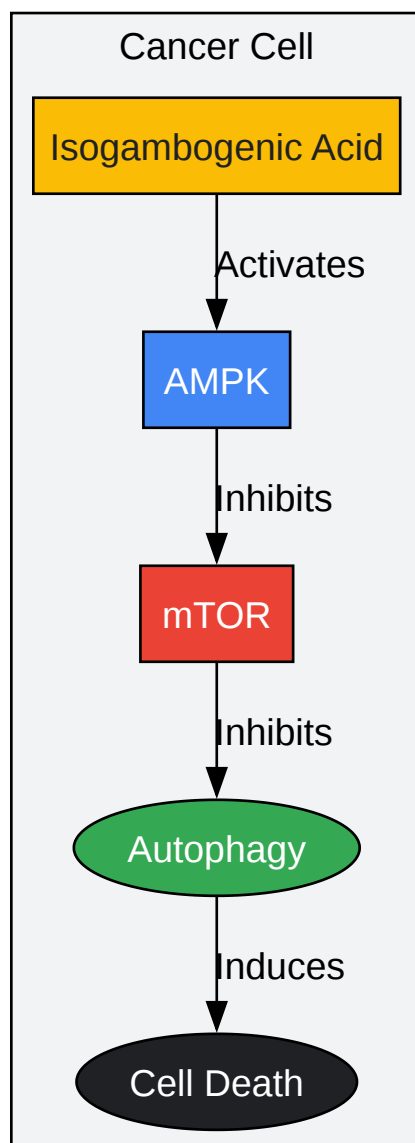 Cancer Cell
Isogambogenic Acid
Activates
AMPK
Inhibits
mTOR
Inhibits
Autophagy
Induces
Cell Death